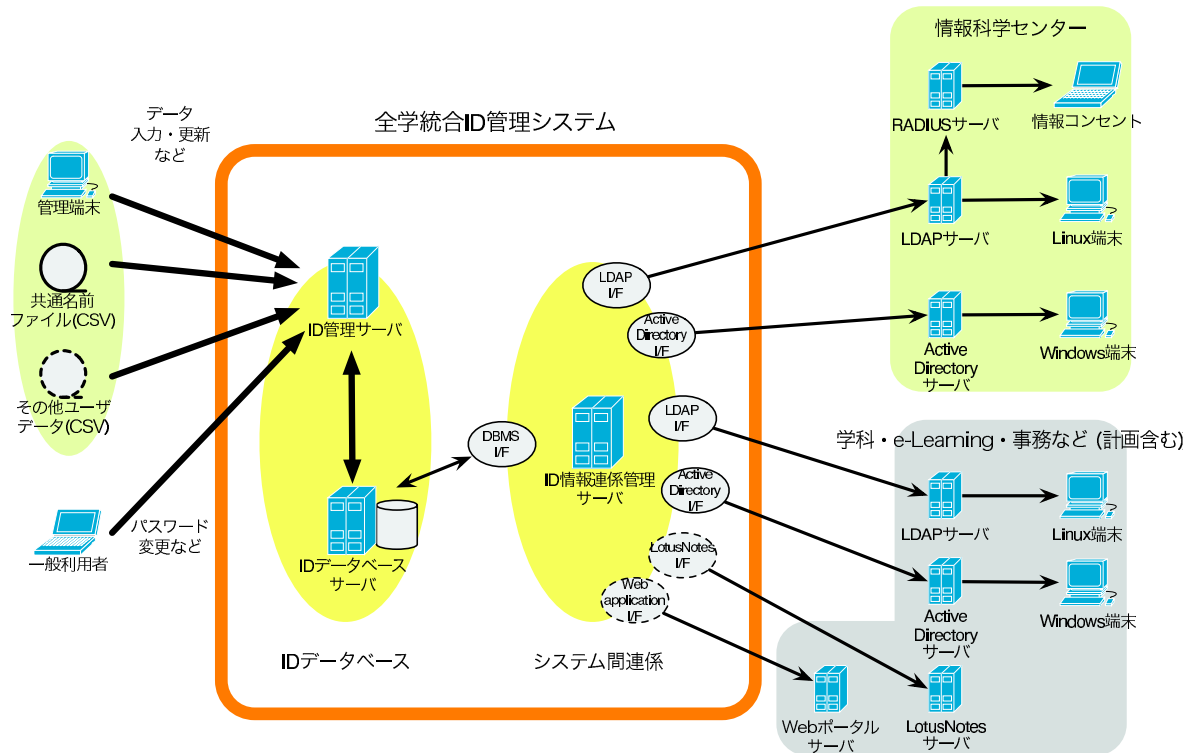 データ
入力・更新
など
管理端末
共通名前
ファイル(CSV)
その他ユーザ
データ(CSV)
一般利用者
パスワード
変更など
全学統合ID管理システム
ID管理サーバ
IDデータベース
サーバ
IDデータベース
DBMS
I/F
ID情報連係管理
サーバ
システム間連係
LDAP
I/F
Active
Directory
I/F
LDAP
I/F
Active
Directory
I/F
LotusNotes
I/F
Web
application
I/F
情報科学センター
RADIUSサーバ
情報コンセント
LDAPサーバ
Linux端末
Active
Directory
サーバ
Windows端末
学科・e-Learning・事務など (計画含む)
LDAPサーバ
Linux端末
Active
Directory
サーバ
Windows端末
Webポータル
サーバ
LotusNotes
サーバ